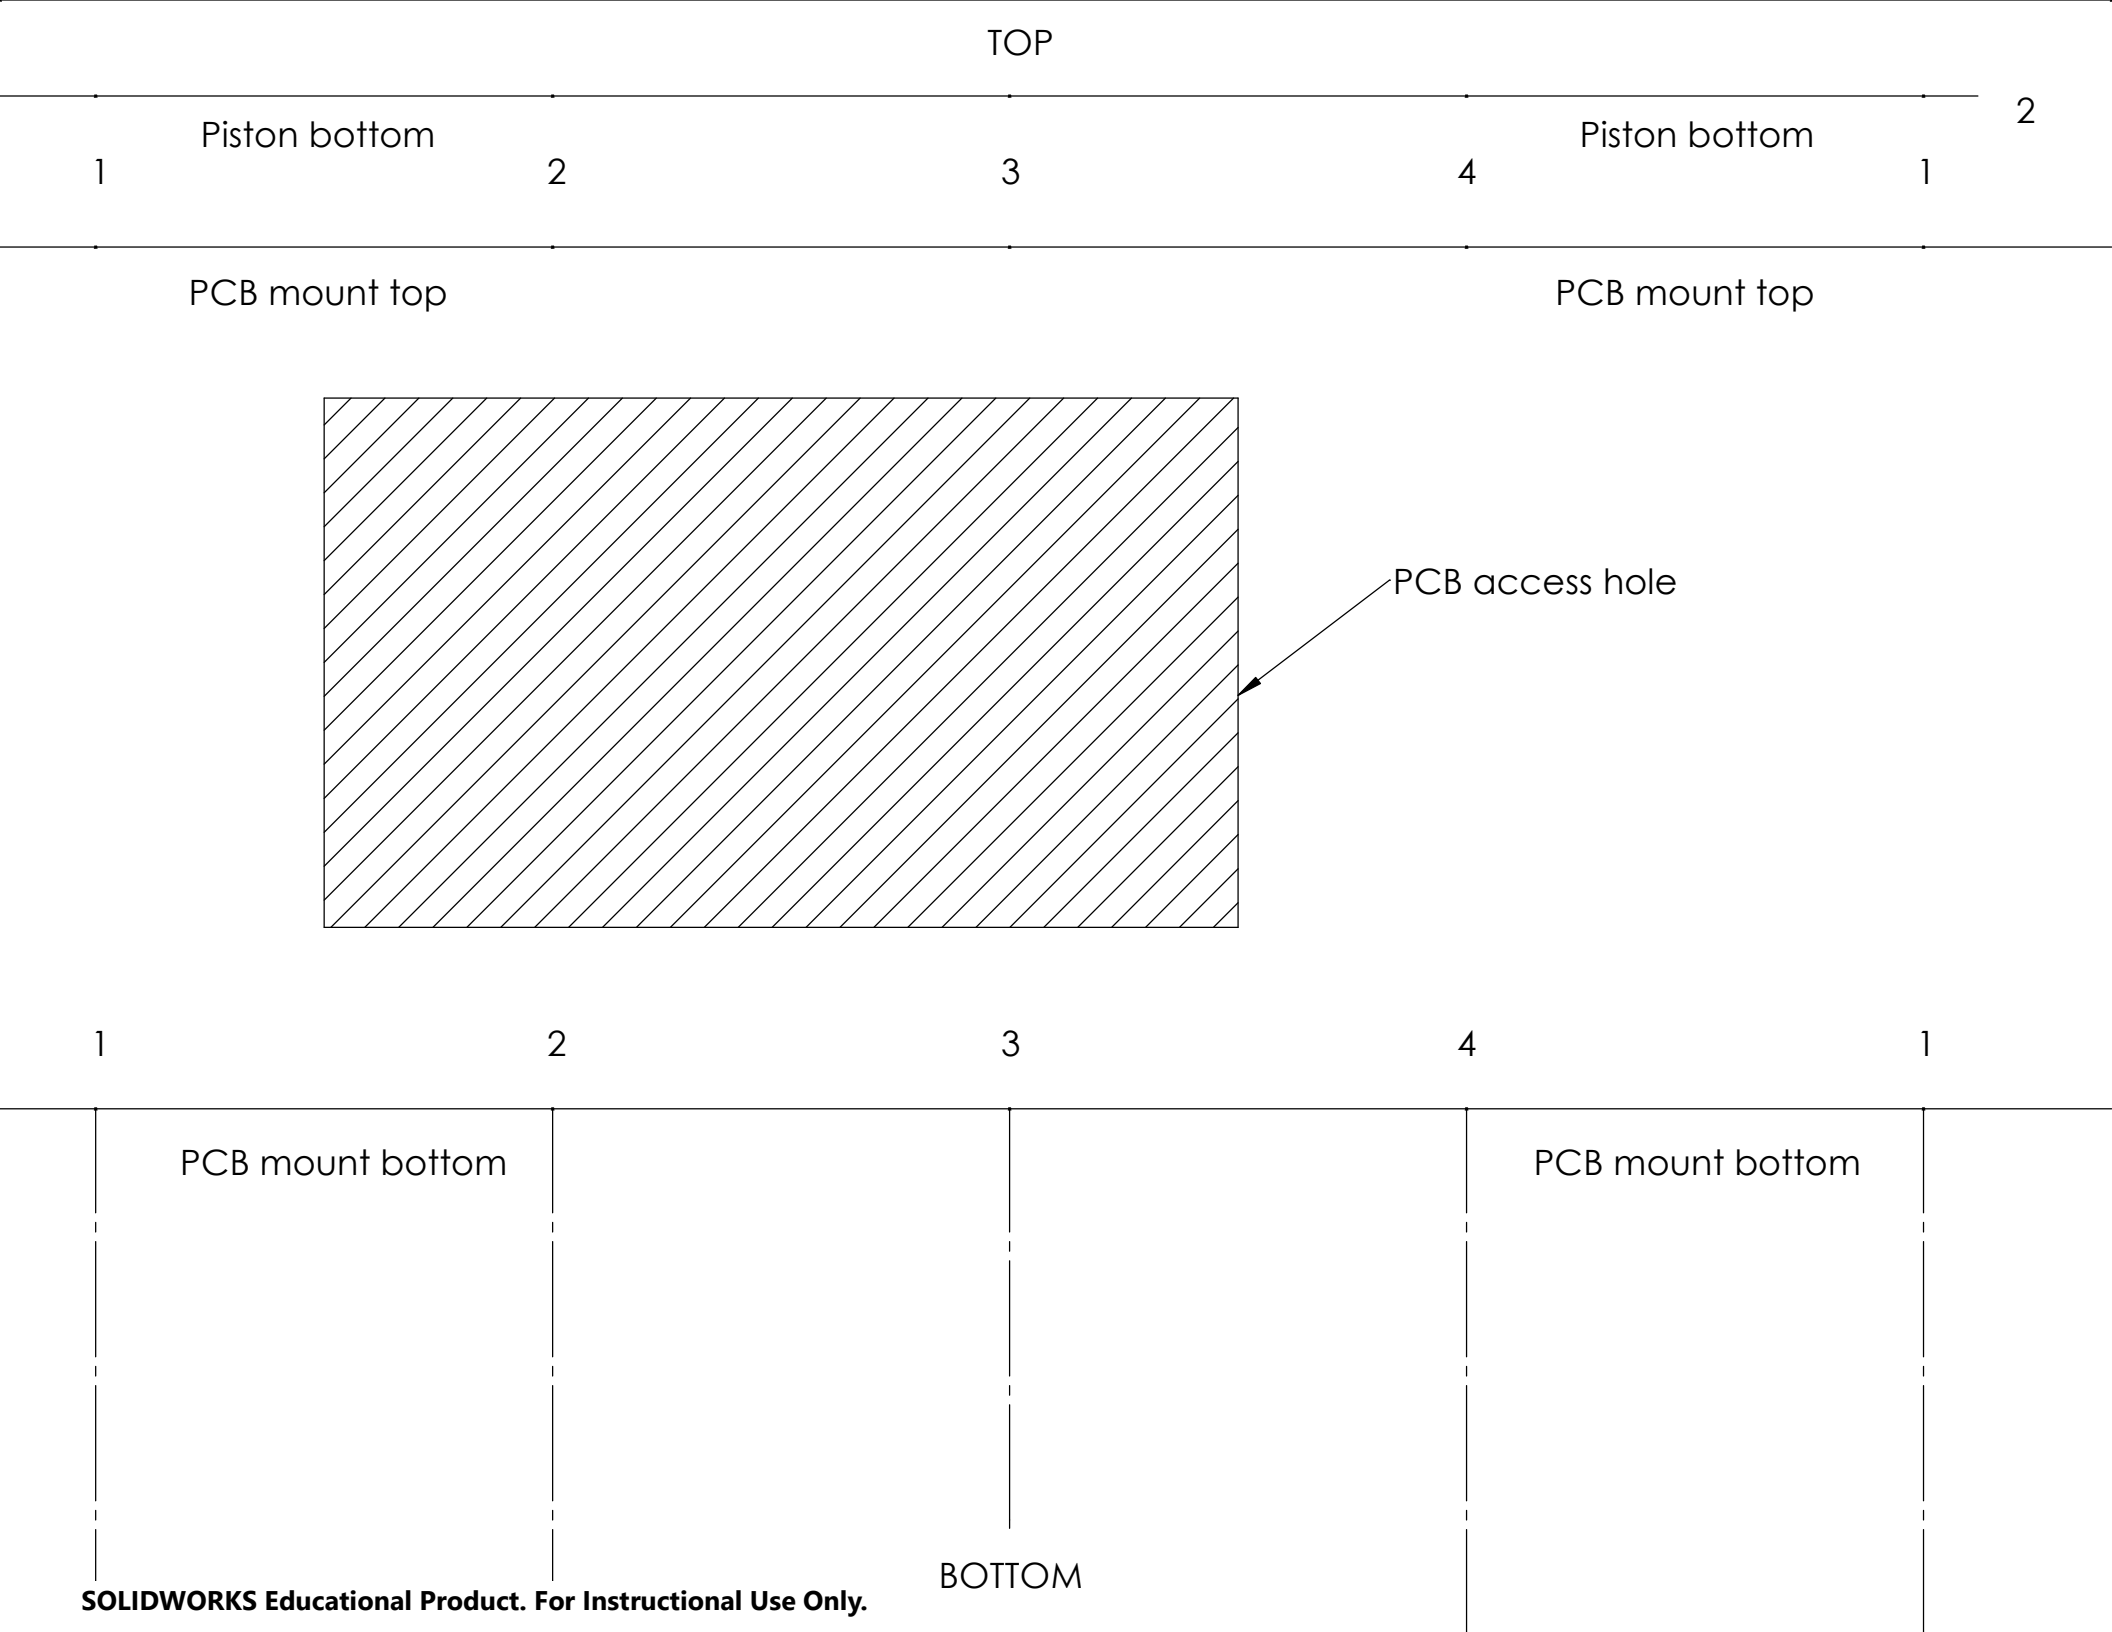 TOP
2
Piston bottom Piston bottom
1 2 3 4 1
PCB mount top PCB mount top
PCB access hole
1 2 3 4 1
PCB mount bottom PCB mount bottom
BOTTOM
SOLIDWORKS Educational Product. For Instructional Use Only.